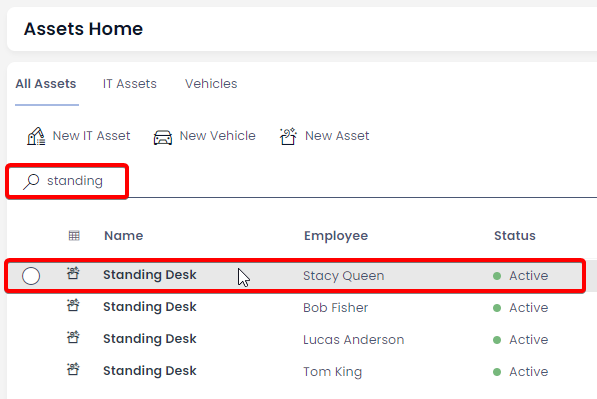 Assets Home
All Assets IT Assets Vehicles
New IT Asset New Vehicle New Asset
standing
Name Employee Status
Standing Desk Stacy Queen Active
Standing Desk Bob Fisher Active
Standing Desk Lucas Anderson Active
Standing Desk Tom King Active